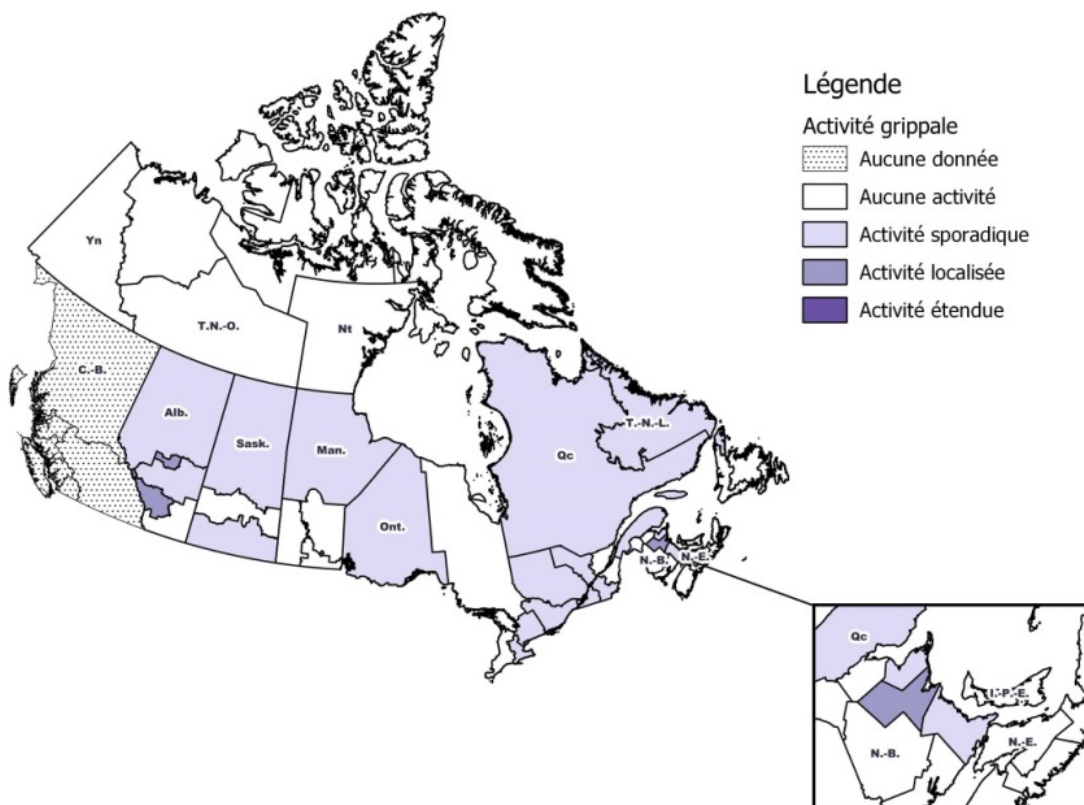 Légende
Activité grippale
Aucune donnée
Aucune activité
Activité sporadique
Activité localisée
Activité étendue
Yn
T.N.-O.
Nt
C.-B.
Alb.
Sask.
Man.
Ont.
Qc
T.-N.-L.
N.-B.
N.-E.
Qc
I.-P.-E.
N.-E.
N.-B.